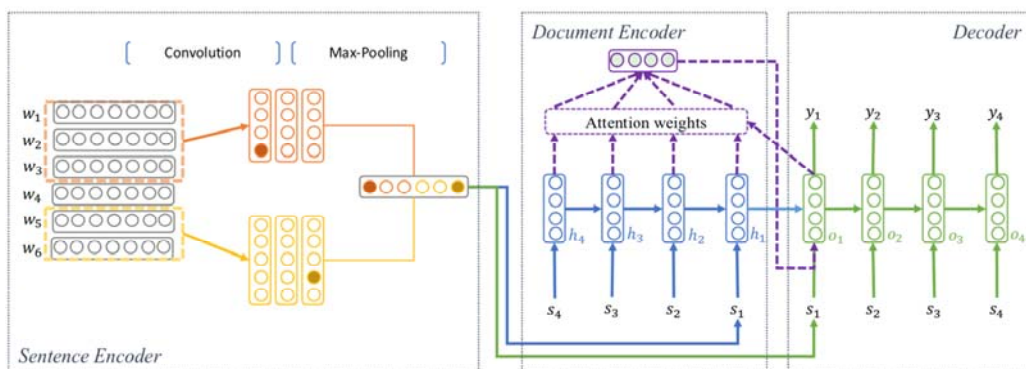 Document Encoder
Decoder
Convolution
Max-Pooling
w₁
w₂
w₃
w₄
w₅
w₆
Attention weights
y₁ y₂ y₃ y₄
h₄ h₃ h₂ h₁ o₁ o₂ o₃ o₄
s₄ s₃ s₂ s₁ s₁ s₂ s₃ s₄
Sentence Encoder